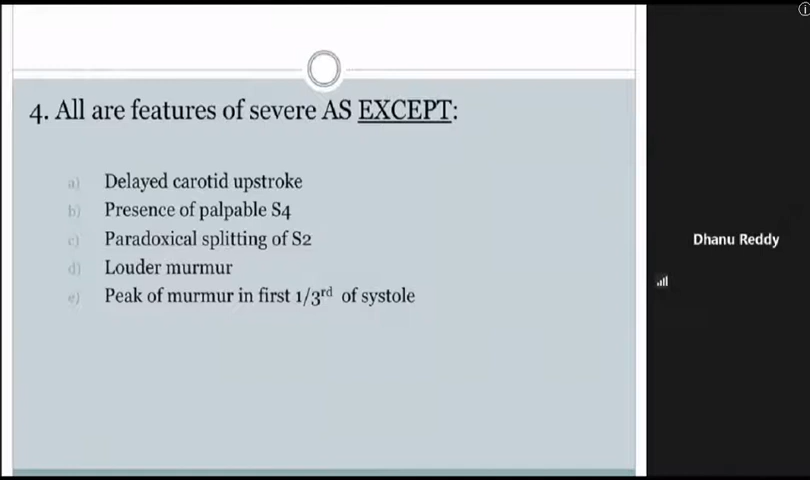 4. All are features of severe AS EXCEPT:
a) Delayed carotid upstroke
b) Presence of palpable S4
c) Paradoxical splitting of S2
d) Louder murmur
e) Peak of murmur in first 1/3rd of systole
Dhanu Reddy